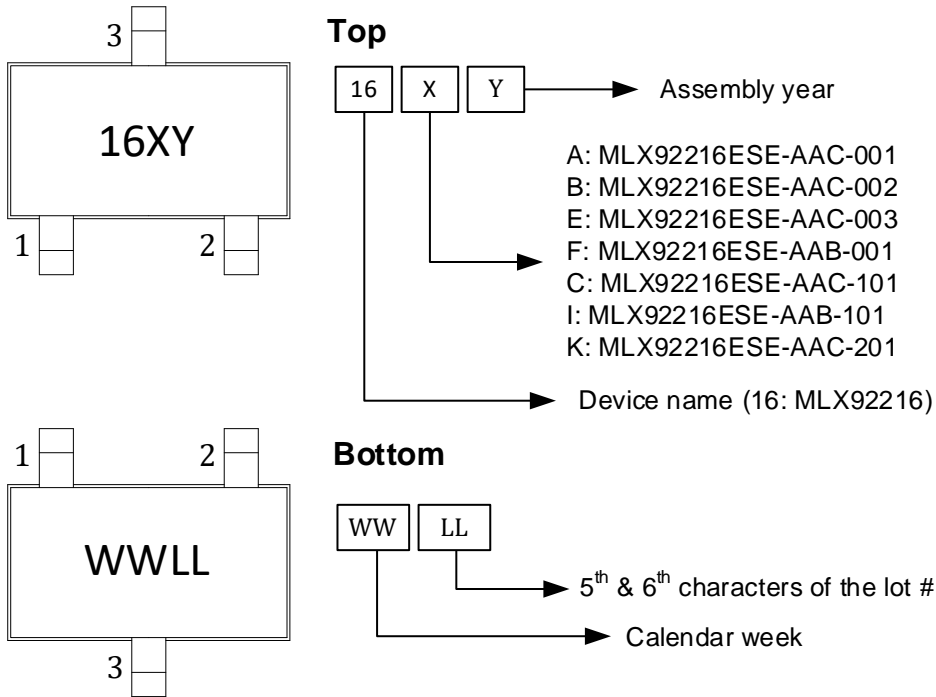 3
Top
16 X Y Assembly year
16XY
A: MLX92216ESE-AAC-001
B: MLX92216ESE-AAC-002
E: MLX92216ESE-AAC-003
1 2
F: MLX92216ESE-AAB-001
C: MLX92216ESE-AAC-101
I: MLX92216ESE-AAB-101
K: MLX92216ESE-AAC-201
Device name (16: MLX92216)
1 2
Bottom
WW LL
WWLL
5th & 6th characters of the lot #
Calendar week
3